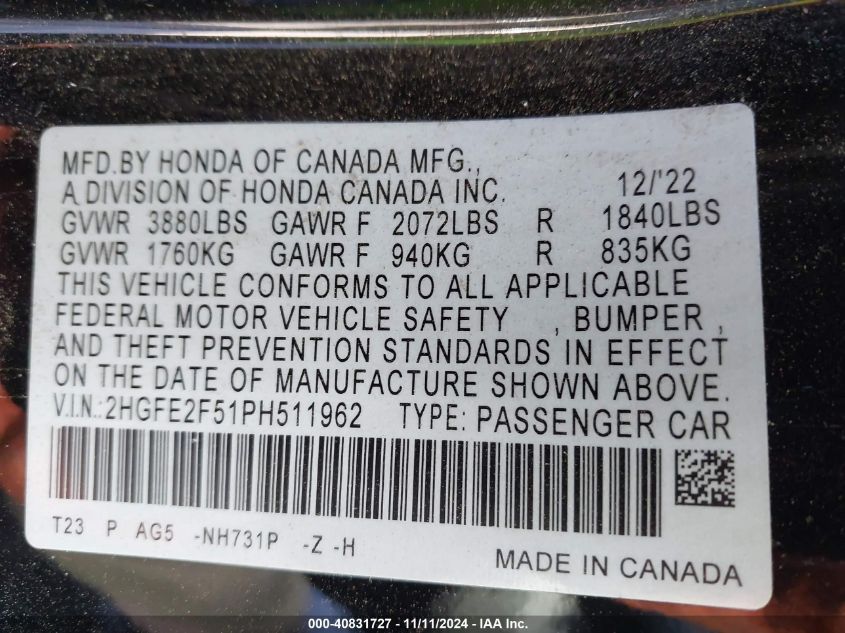 MFD.BY HONDA OF CANADA MFG.,
A DIVISION OF HONDA CANADA INC. 12/'22
GVWR 3880LBS GAWR F 2072LBS R 1840LBS
GVWR 1760KG GAWR F 940KG R 835KG
THIS VEHICLE CONFORMS TO ALL APPLICABLE
FEDERAL MOTOR VEHICLE SAFETY , BUMPER ,
AND THEFT PREVENTION STANDARDS IN EFFECT
ON THE DATE OF MANUFACTURE SHOWN ABOVE.
V.I.N.:2HGFE2F51PH511962 TYPE: PASSENGER CAR
T23 P AG5 -NH731P -Z -H
MADE IN CANADA
000-40831727 - 11/11/2024 - IAA Inc.